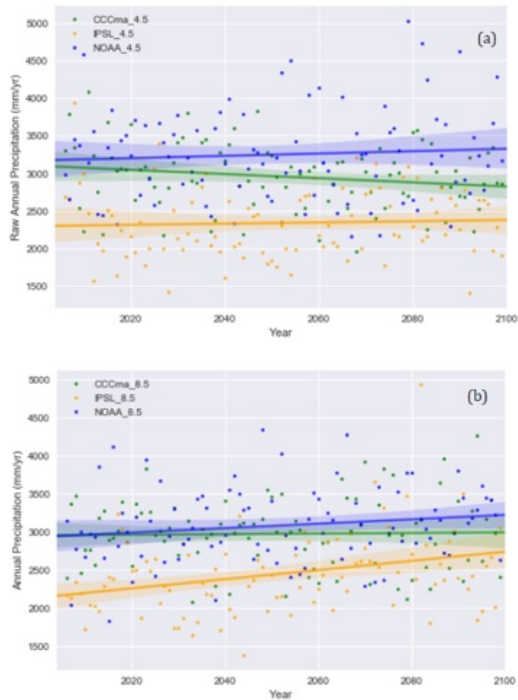 (a)
CCCma_4.5
IPSL_4.5
NOAA_4.5
Raw Annual Precipitation (mm/yr)
5000
4500
4000
3500
3000
2500
2000
1500
2020
2040
2060
2080
2100
Year
(b)
CCCma_8.5
IPSL_8.5
NOAA_8.5
Annual Precipitation (mm/yr)
5000
4500
4000
3500
3000
2500
2000
1500
2020
2040
2060
2080
2100
Year